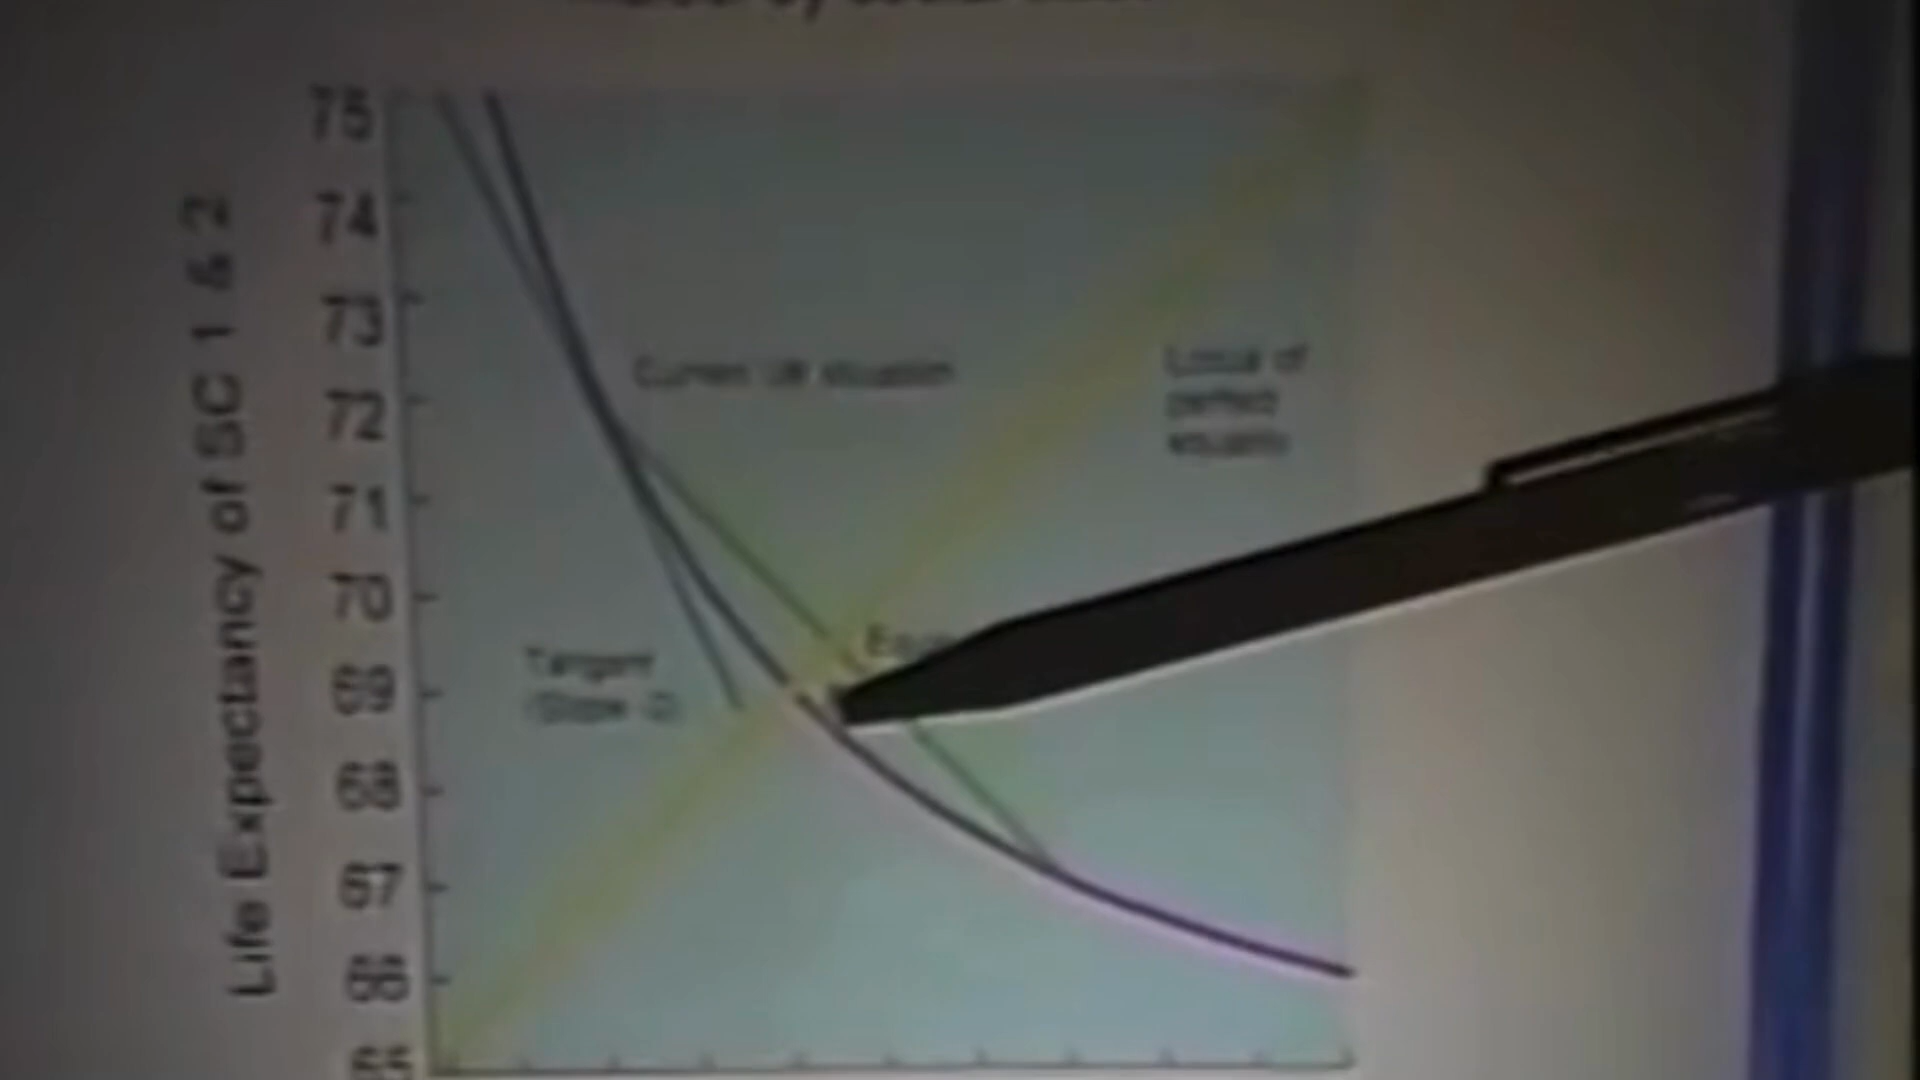 75
74
73
72
71
70
69
68
67
66
65
Life Expectancy of SC 1 & 2
Current UK situation
Locus of
perfect
equality
Tangent
(Slope